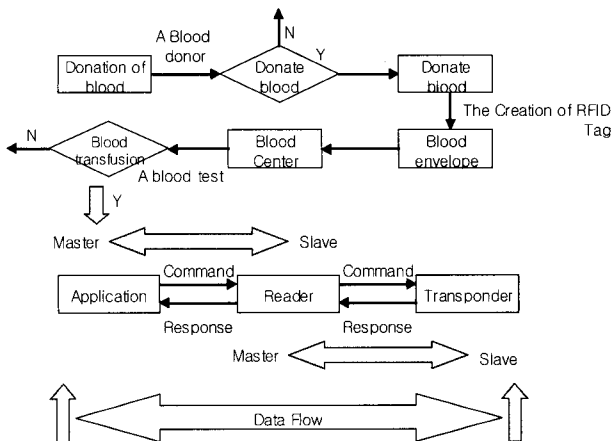 N
A Blood
donor
Y
Donation of
blood
Donate
blood
Donate
blood
The Creation of RFID
Tag
N
Blood
transfusion
Blood
Center
Blood
envelope
A blood test
Y
Master
Slave
Command
Command
Application
Reader
Transponder
Response
Response
Master
Slave
Data Flow